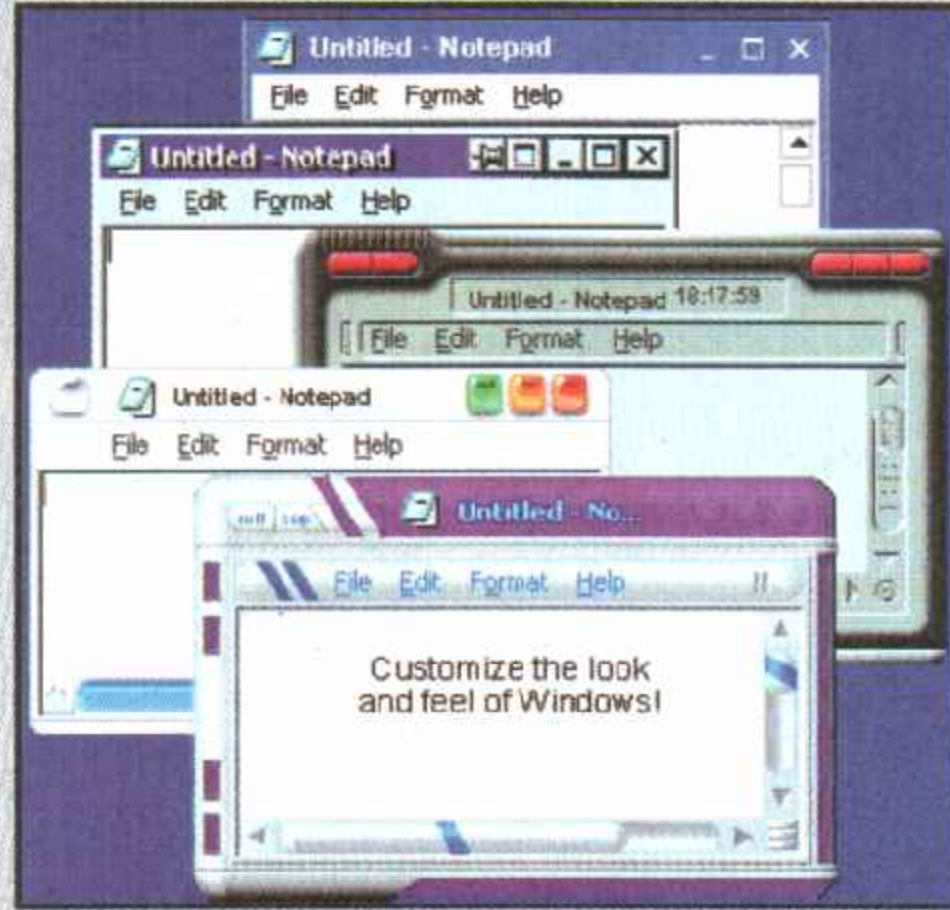 Untitled - Notepad
File Edit Format Help
Untitled - Notepad
File Edit Format Help
Untitled - Notepad 18:17:59
File Edit Format Help
Untitled - Notepad
File Edit Format Help
Untitled - No...
File Edit Format Help
Customize the look
and feel of Windows!